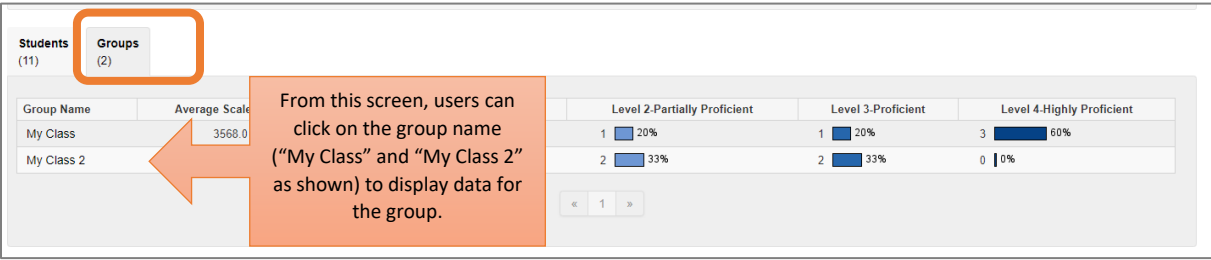 Students Groups
(11) (2)
Group Name Average Scale Level 2-Partially Proficient Level 3-Proficient Level 4-Highly Proficient
My Class 3568.0 1 20% 1 20% 3 60%
My Class 2 2 33% 2 33% 0 0%
From this screen, users can
click on the group name
(“My Class” and “My Class 2”
as shown) to display data for
the group.
« 1 »